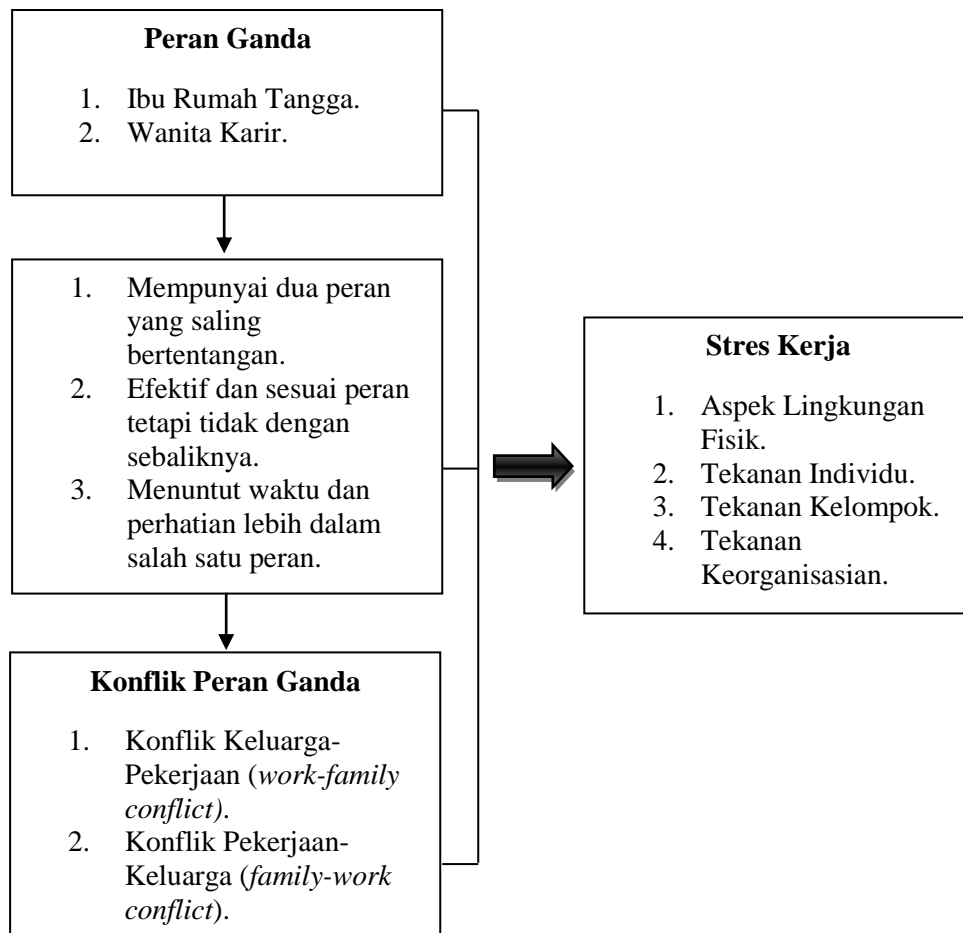 Peran Ganda
1. Ibu Rumah Tangga.
2. Wanita Karir.
1. Mempunyai dua peran
yang saling
bertentangan.
2. Efektif dan sesuai peran
tetapi tidak dengan
sebaliknya.
3. Menuntut waktu dan
perhatian lebih dalam
salah satu peran.
Konflik Peran Ganda
1. Konflik Keluarga-
Pekerjaan (work-family
conflict).
2. Konflik Pekerjaan-
Keluarga (family-work
conflict).
Stres Kerja
1. Aspek Lingkungan
Fisik.
2. Tekanan Individu.
3. Tekanan Kelompok.
4. Tekanan
Keorganisasian.